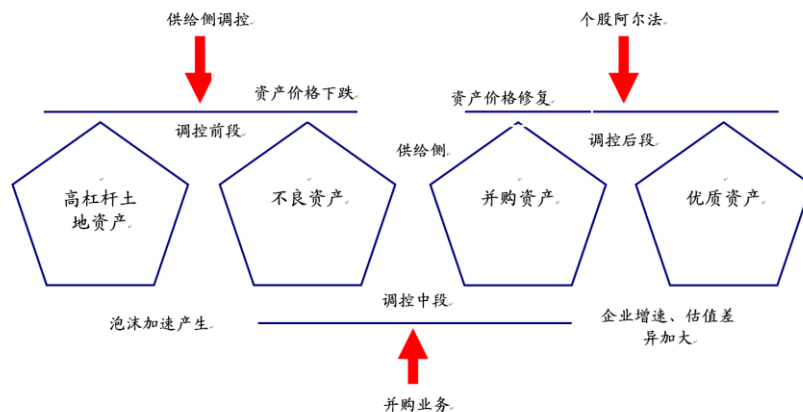 供给侧调控
个股阿尔法
资产价格下跌
资产价格修复
调控前段
供给侧
调控后段
高杠杆土
地资产
不良资产
并购资产
优质资产
调控中段
泡沫加速产生
企业增速、估值差
异加大
并购业务